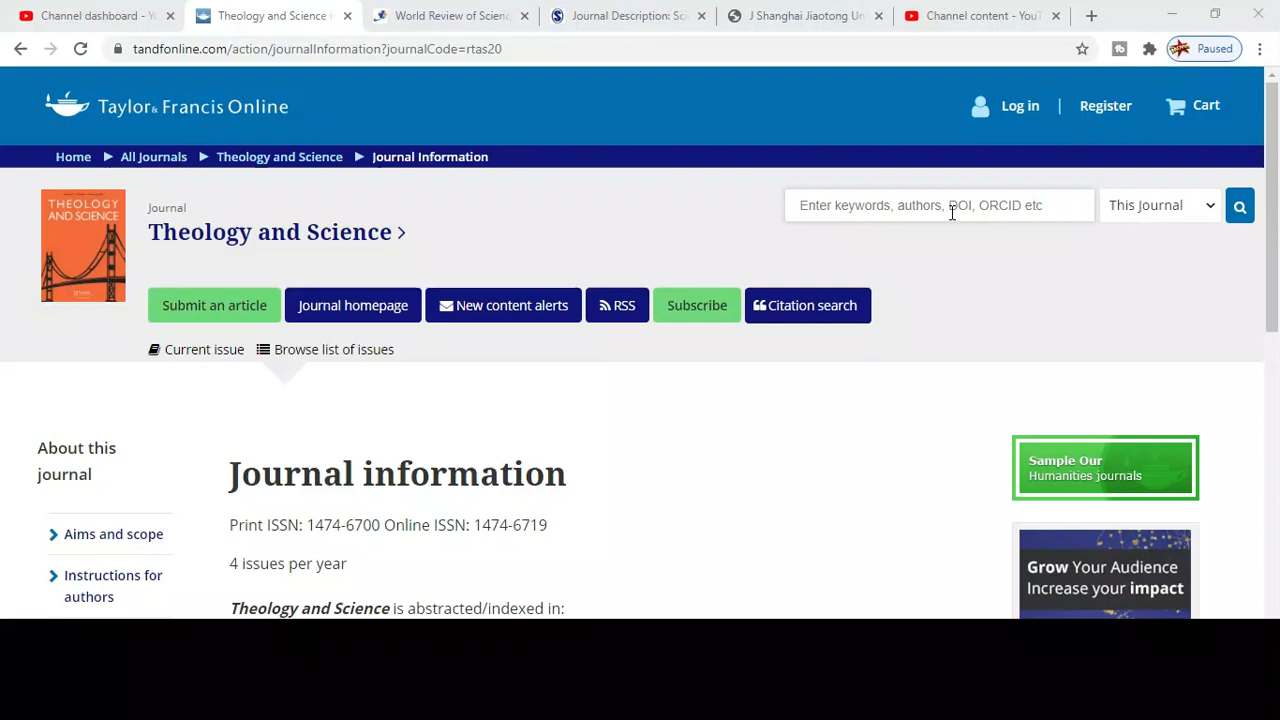 Channel dashboard - Yo
Theology and Science i
World Review of Scienc
Journal Description: Sci
J Shanghai Jiaotong Un
Channel content - YouT
tandfonline.com/action/journalInformation?journalCode=rtas20
Paused
Taylor & Francis Online
Log in | Register
Cart
Home
All Journals
Theology and Science
Journal Information
THEOLOGY
AND SCIENCE
Journal
Theology and Science
Enter keywords, authors, DOI, ORCID etc
This Journal
Submit an article
Journal homepage
New content alerts
RSS
Subscribe
Citation search
Current issue
Browse list of issues
About this
journal
Aims and scope
Instructions for
authors
Journal information
Print ISSN: 1474-6700 Online ISSN: 1474-6719
4 issues per year
Theology and Science is abstracted/indexed in:
Sample Our
Humanities journals
Grow Your Audience
Increase your impact